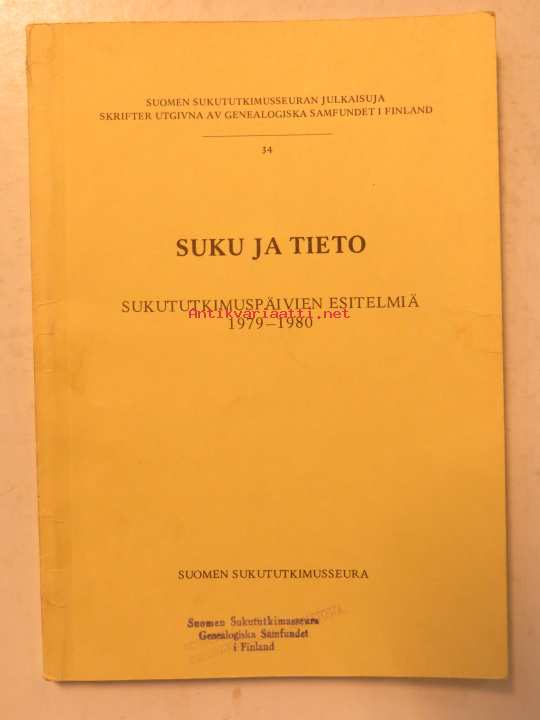 SUOMEN SUKUTUTKIMUSSEURAN JULKAISUJA
SKRIFTER UTGIVNA AV GENEALOGISKA SAMFUNDET I FINLAND
34
SUKU JA TIETO
SUKUTUTKIMUSPÄIVIEN ESITELMIÄ
Antikvariaatti.net
1979–1980
SUOMEN SUKUTUTKIMUSSEURA
Suomen Sukututkimusseura
Genealogiska Samfundet
i Finland